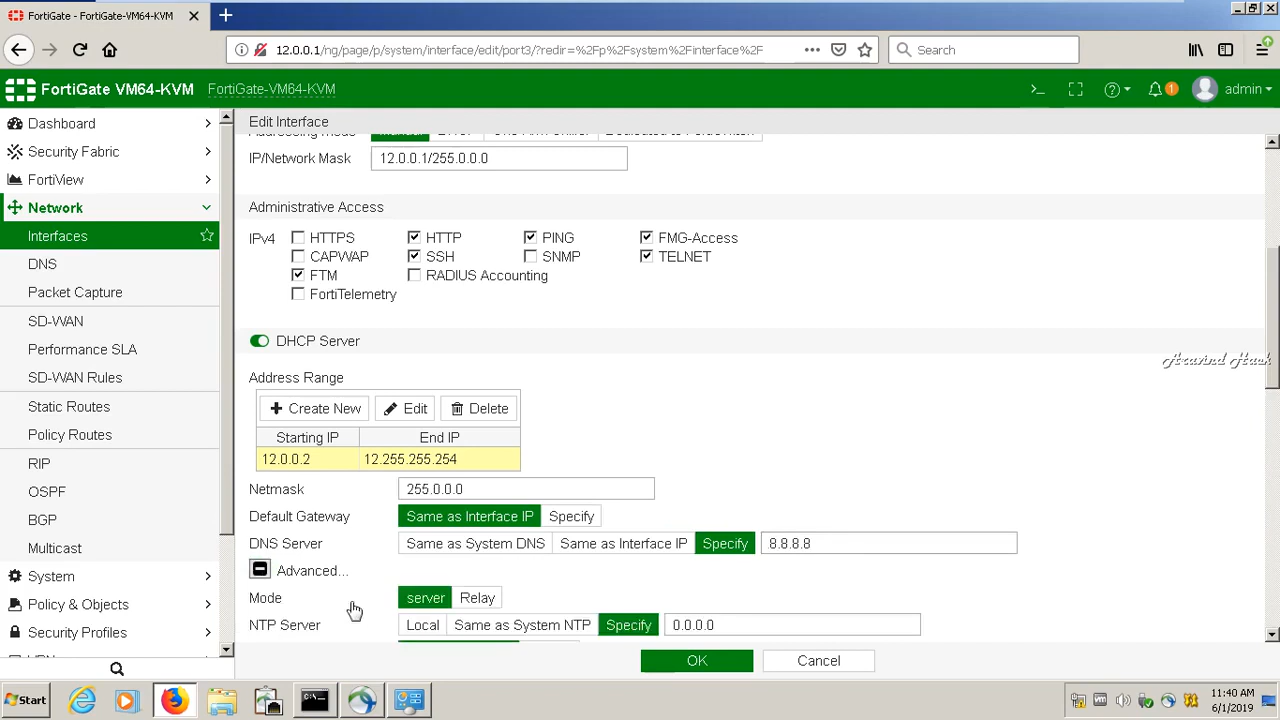 FortiGate - FortiGate VM64-KVM
12.0.0.1/ng/page/p/system/interface/edit/port3/?redir=%2Fp%2Fsystem%2Finterface%2F
Search
FortiGate VM64-KVM
FortiGate-VM64-KVM
1
admin
Dashboard
Security Fabric
FortiView
Network
Interfaces
DNS
Packet Capture
SD-WAN
Performance SLA
SD-WAN Rules
Static Routes
Policy Routes
RIP
OSPF
BGP
Multicast
System
Policy & Objects
Security Profiles
Edit Interface
IP/Network Mask 12.0.0.1/255.0.0.0
Administrative Access
IPv4 HTTPS HTTP PING FMG-Access
CAPWAP SSH SNMP TELNET
FTM RADIUS Accounting
FortiTelemetry
DHCP Server
Address Range
Create New Edit Delete
Starting IP End IP
12.0.0.2 12.255.255.254
Netmask 255.0.0.0
Default Gateway Same as Interface IP Specify
DNS Server Same as System DNS Same as Interface IP Specify 8.8.8.8
Advanced...
Mode server Relay
NTP Server Local Same as System NTP Specify 0.0.0.0
OK Cancel
Aravind Hack
Start
11:40 AM
6/1/2019